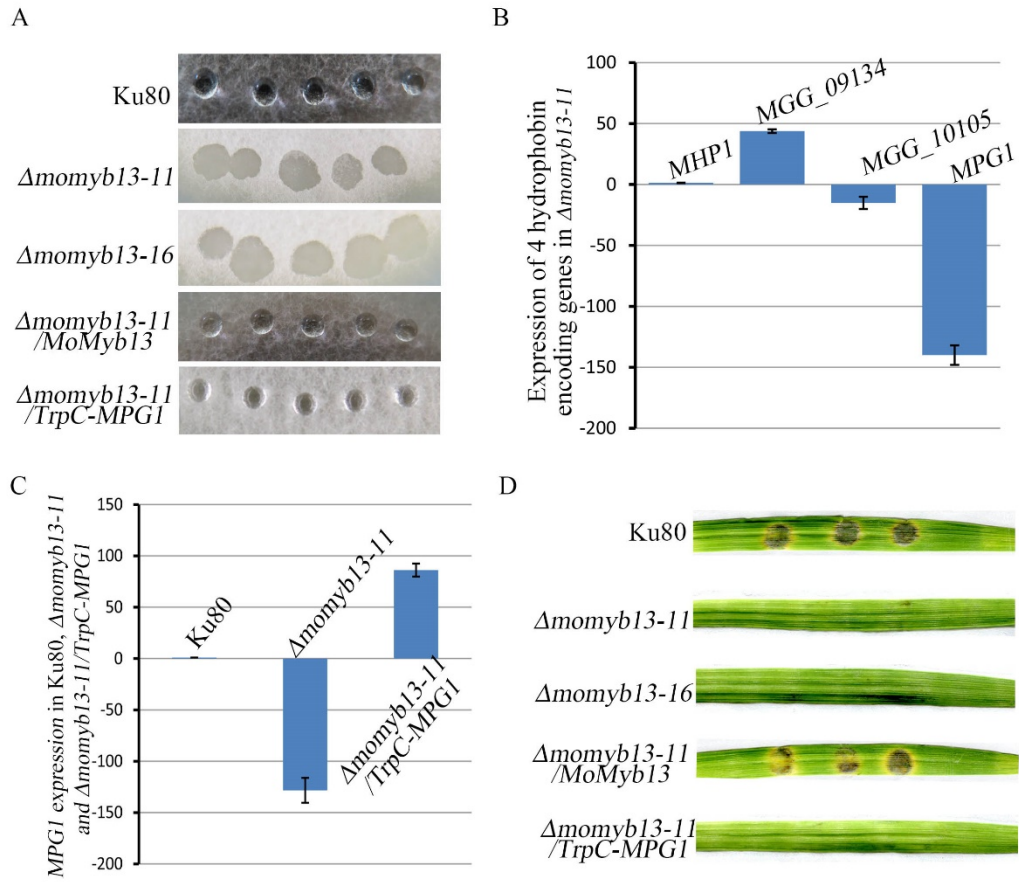 A
Ku80
Δmomyb13-11
Δmomyb13-16
Δmomyb13-11
/MoMyb13
Δmomyb13-11
/TrpC-MPG1
B
Expression of 4 hydrophobin
encoding genes in Δmomyb13-11
100
50
0
-50
-100
-150
-200
MHP1
MGG_09134
MGG_10105
MPG1
C
MPG1 expression in Ku80, Δmomyb13-11
and Δmomyb13-11/TrpC-MPG1
150
100
50
0
-50
-100
-150
-200
Ku80
Δmomyb13-11
Δmomyb13-11
/TrpC-MPG1
D
Ku80
Δmomyb13-11
Δmomyb13-16
Δmomyb13-11
/MoMyb13
Δmomyb13-11
/TrpC-MPG1